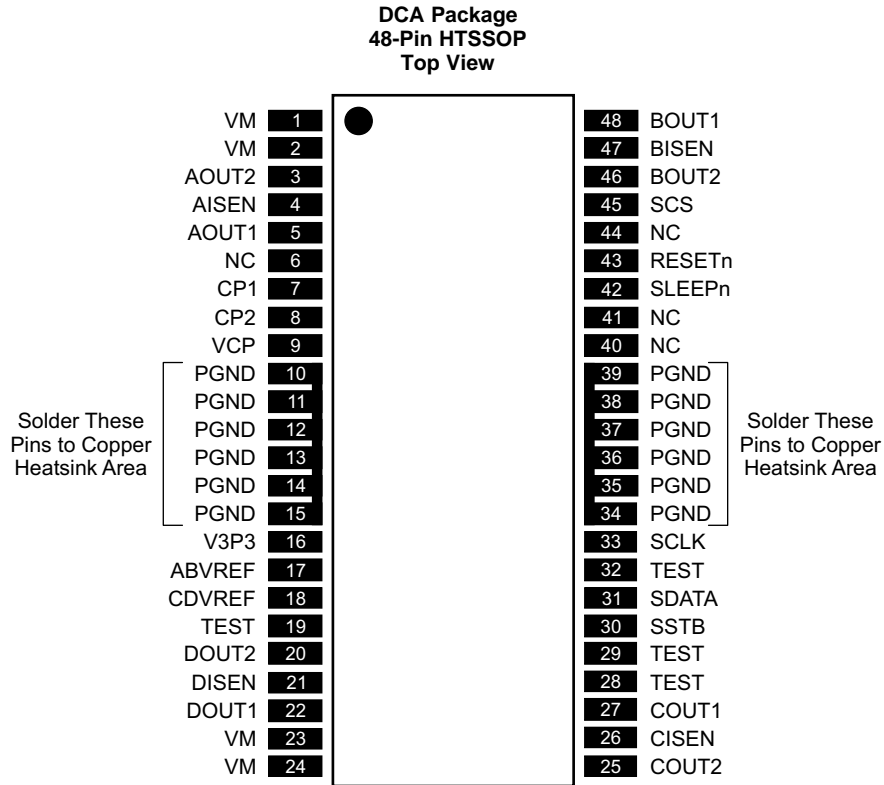 DCA Package
48-Pin HTSSOP
Top View
VM 1
VM 2
AOUT2 3
AISEN 4
AOUT1 5
NC 6
CP1 7
CP2 8
VCP 9
PGND 10
PGND 11
PGND 12
PGND 13
PGND 14
PGND 15
V3P3 16
ABVREF 17
CDVREF 18
TEST 19
DOUT2 20
DISEN 21
DOUT1 22
VM 23
VM 24
Solder These
Pins to Copper
Heatsink Area
48 BOUT1
47 BISEN
46 BOUT2
45 SCS
44 NC
43 RESETn
42 SLEEPn
41 NC
40 NC
39 PGND
38 PGND
37 PGND
36 PGND
35 PGND
34 PGND
33 SCLK
32 TEST
31 SDATA
30 SSTB
29 TEST
28 TEST
27 COUT1
26 CISEN
25 COUT2
Solder These
Pins to Copper
Heatsink Area